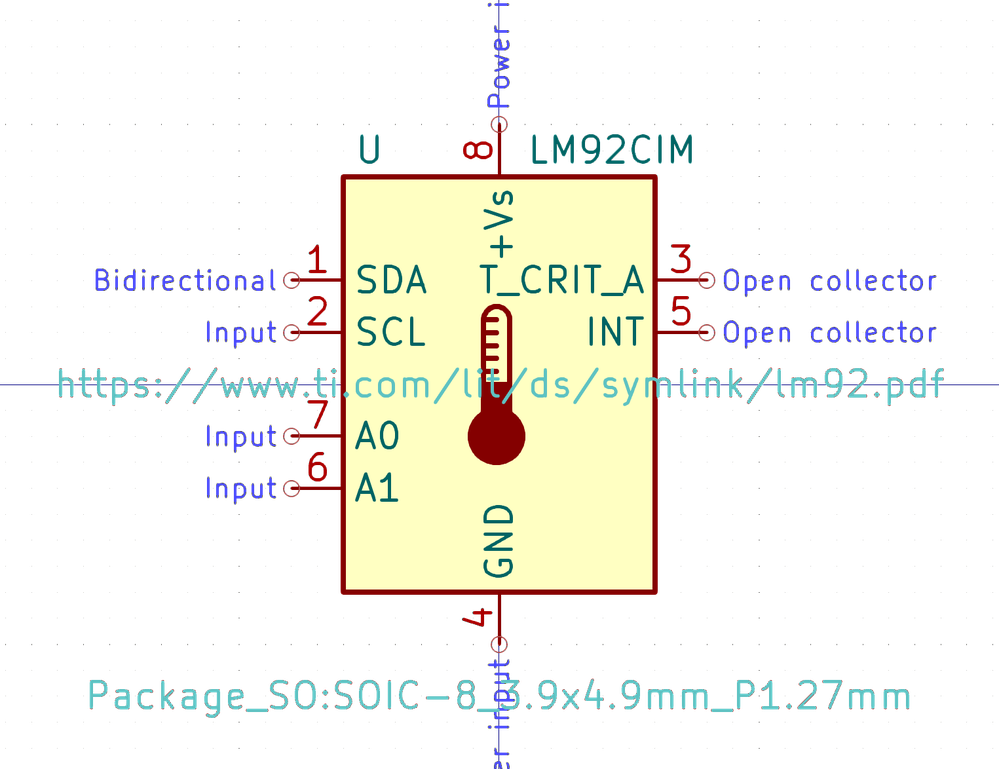 Power i
8
U
LM92CIM
+Vs
Bidirectional
1
SDA
T_CRIT_A
3
Open collector
Input
2
SCL
INT
5
Open collector
https://www.ti.com/lit/ds/symlink/lm92.pdf
Input
7
A0
Input
6
A1
GND
4
Package_SO:SOIC-8_3.9x4.9mm_P1.27mm
er input